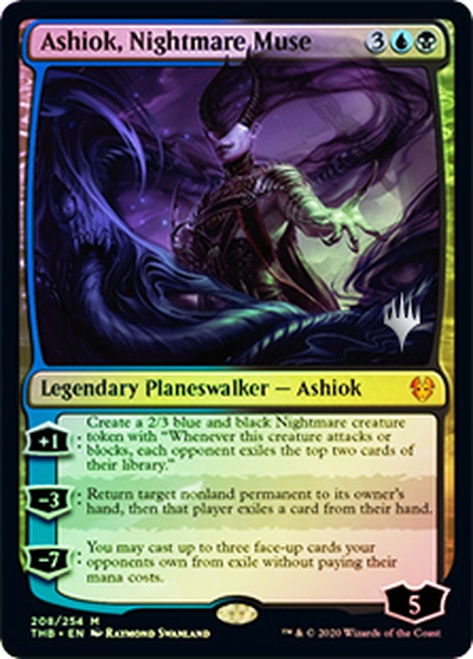 Ashiok, Nightmare Muse 3
Legendary Planeswalker — Ashiok
Create a 2/3 blue and black Nightmare creature
+1 : token with “Whenever this creature attacks or
blocks, each opponent exiles the top two cards
of their library.”
-3 : Return target nonland permanent to its owner's
hand, then that player exiles a card from their hand.
You may cast up to three face-up cards your
-7 : opponents own from exile without paying their
mana costs.
5
208/254 M
THB • EN Raymond Swanland
™ & © 2020 Wizards of the Coast